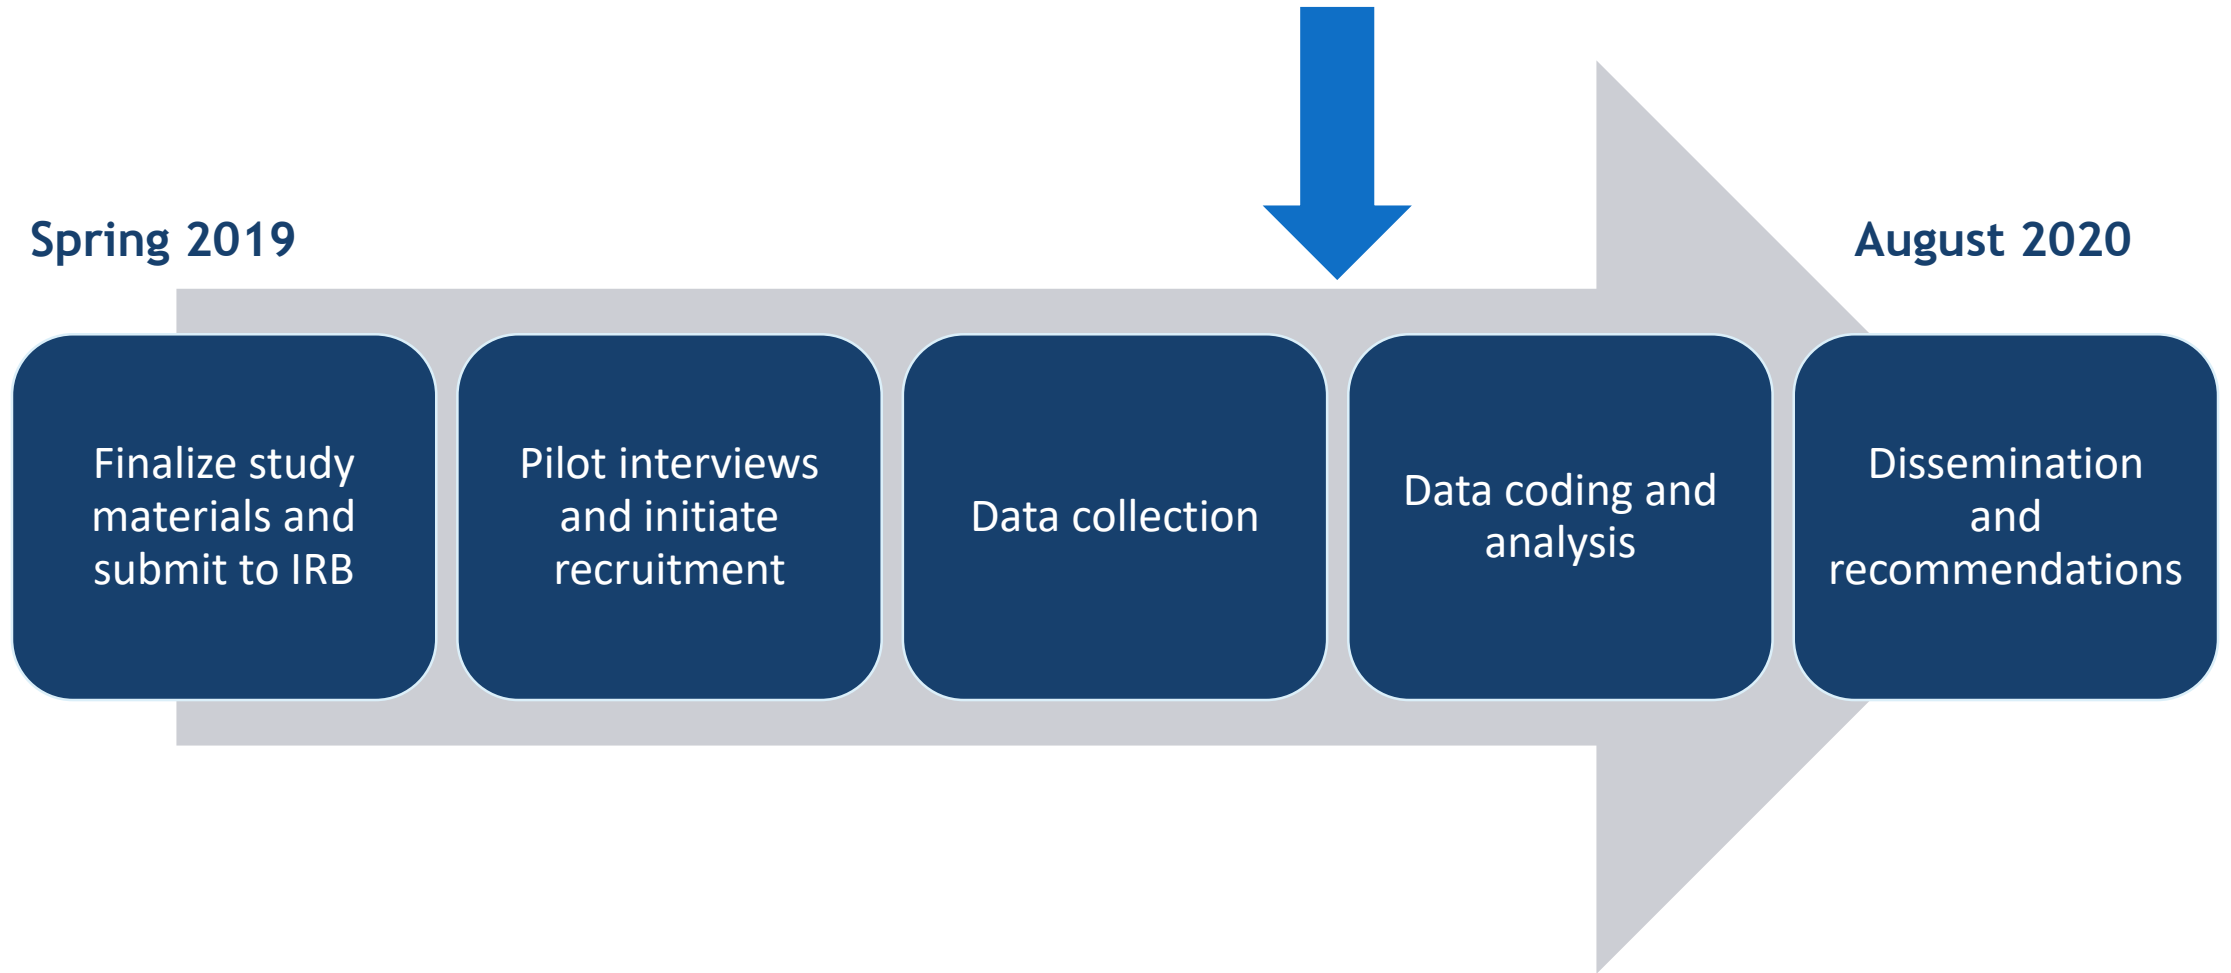 Spring 2019
August 2020
Finalize study
materials and
submit to IRB
Pilot interviews
and initiate
recruitment
Data collection
Data coding and
analysis
Dissemination
and
recommendations